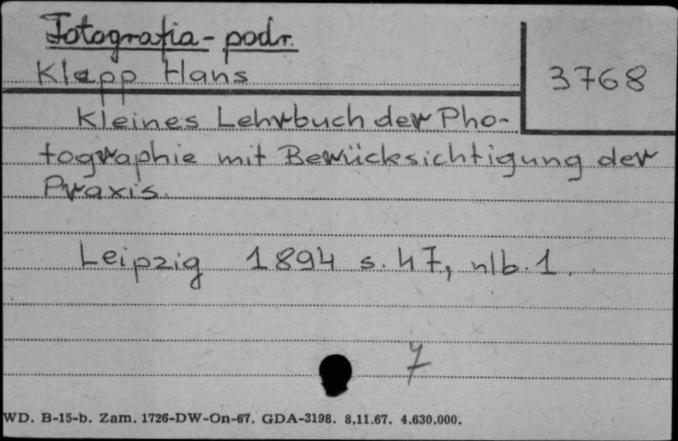 Fotografia - podr.
Klapp Hans
3768
Kleines Lehrbuch der Pho-
tographie mit Berücksichtigung der
Praxis.
Leipzig 1894 s. 47, nlb. 1.
7
WD. B-15-b. Zam. 1726-DW-On-67. GDA-3198. 8.11.67. 4.630.000.